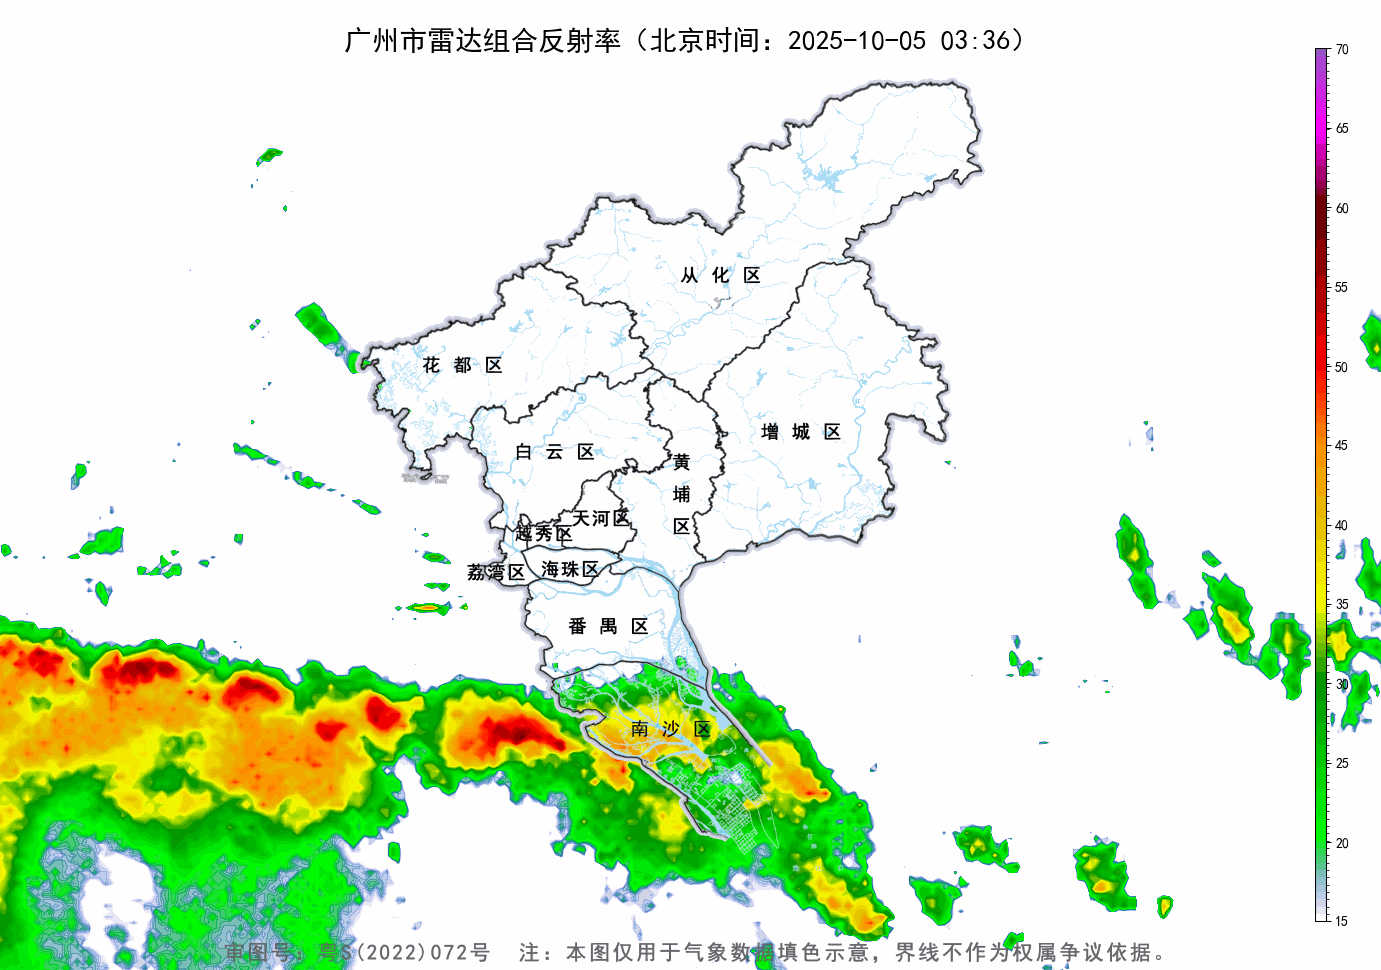 广州市雷达组合反射率（北京时间：2025-10-05 03:36）
70
65
60
55
50
45
40
35
30
25
20
15
从化区
花都区
增城区
白云区
黄埔区
天河区
越秀区
荔湾区
海珠区
番禺区
南沙区
审图号：粤S(2022)072号 注：本图仅用于气象数据填色示意，界线不作为权属争议依据。